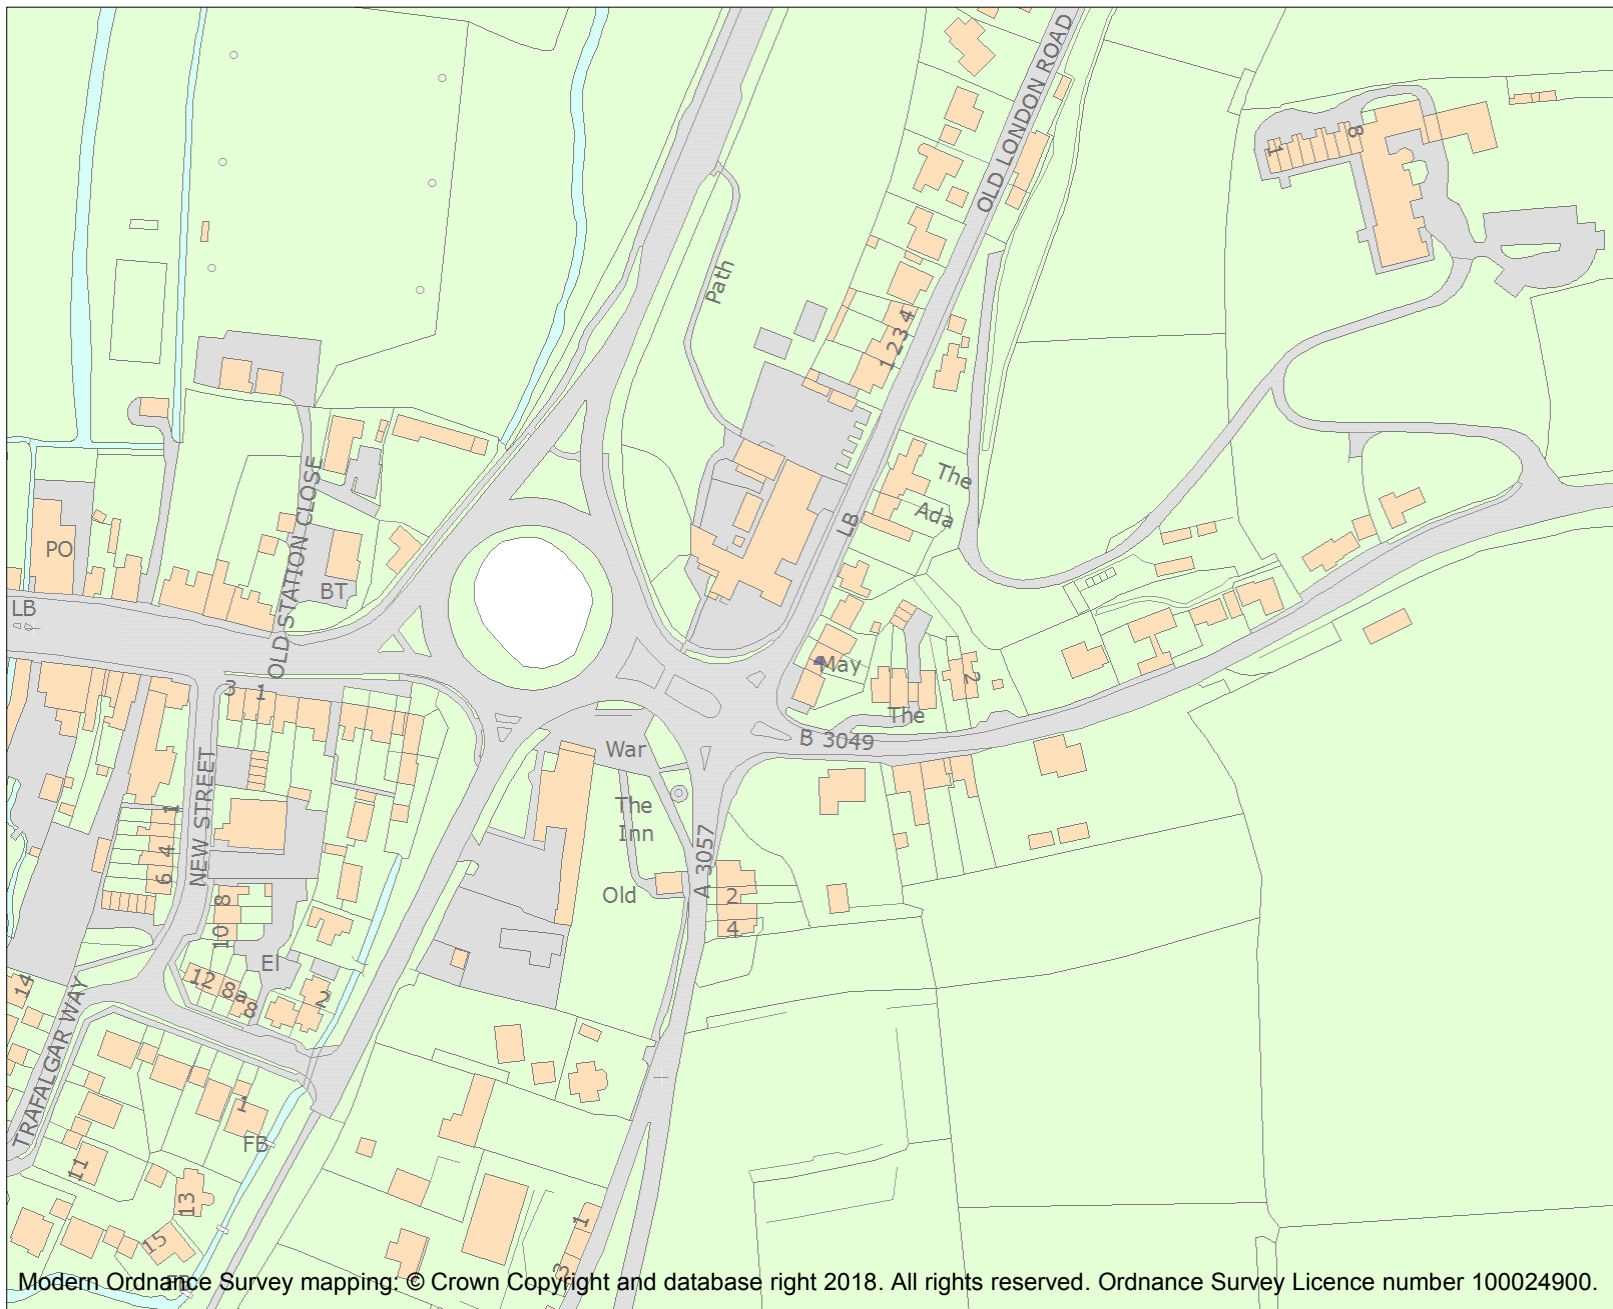 OLD LONDON ROAD
1
8
Path
1 2 3 4
OLD STATION CLOSE
The
Ada
LB
PO
BT
LB
May
2
The
3
1
B 3049
War
The
Inn
NEW STREET
1
4
6
A 3057
Old
2
4
8
10
El
12
8a
8
2
14
TRAFALGAR WAY
1
FB
11
13
15
1
3
FB
Modern Ordnance Survey mapping: © Crown Copyright and database right 2018. All rights reserved. Ordnance Survey Licence number 100024900.